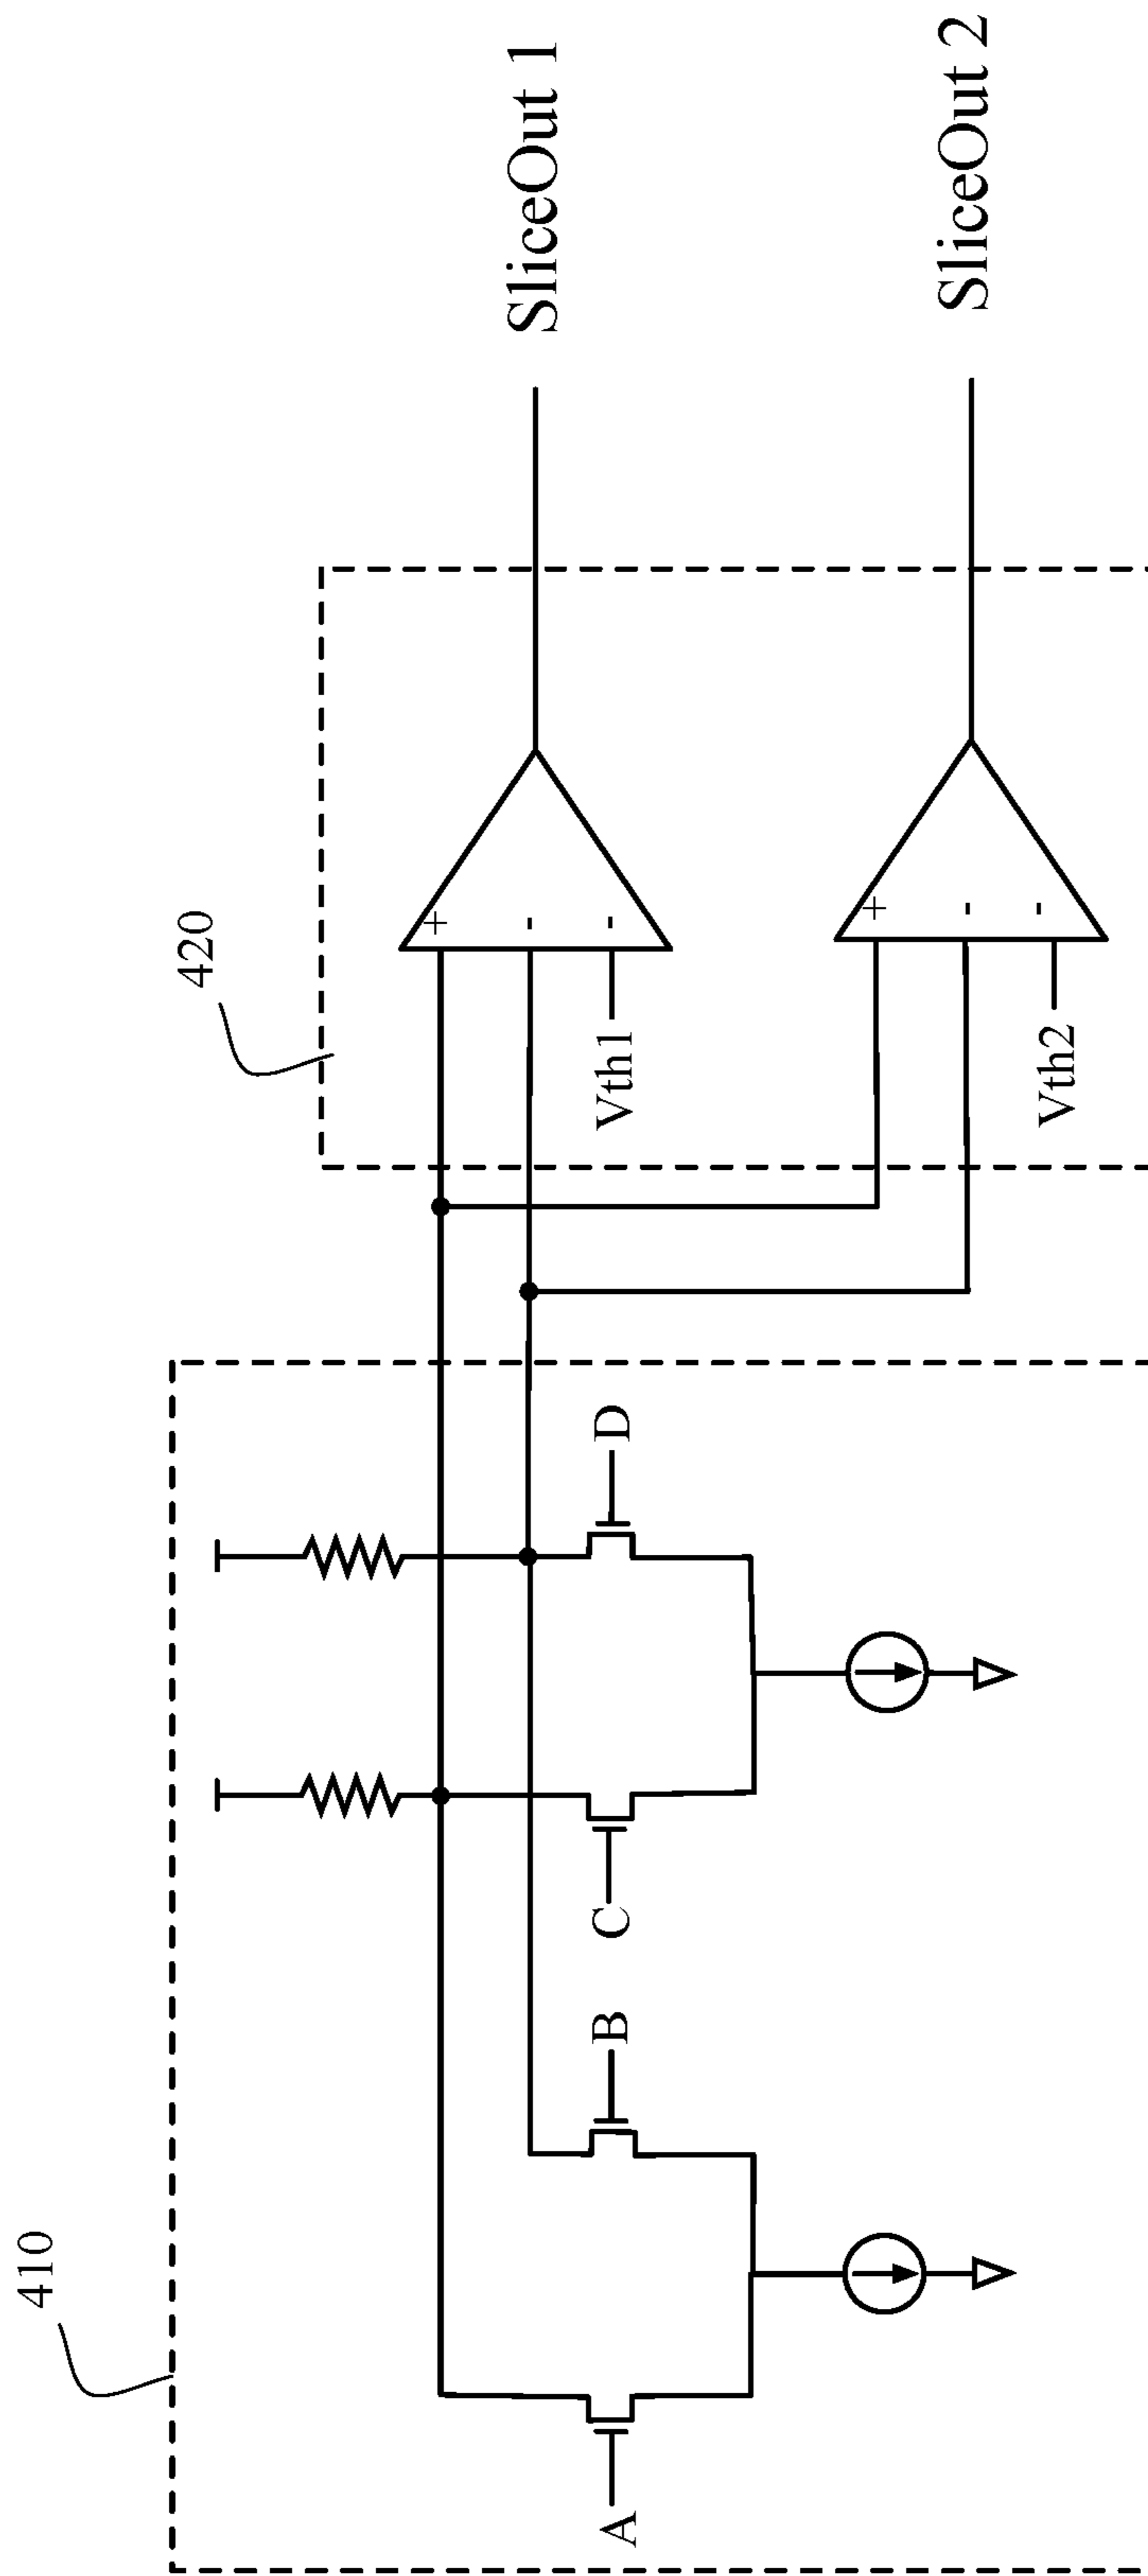 410
420
A
B
C
D
+
-
-
Vth1
SliceOut 1
+
-
-
Vth2
SliceOut 2